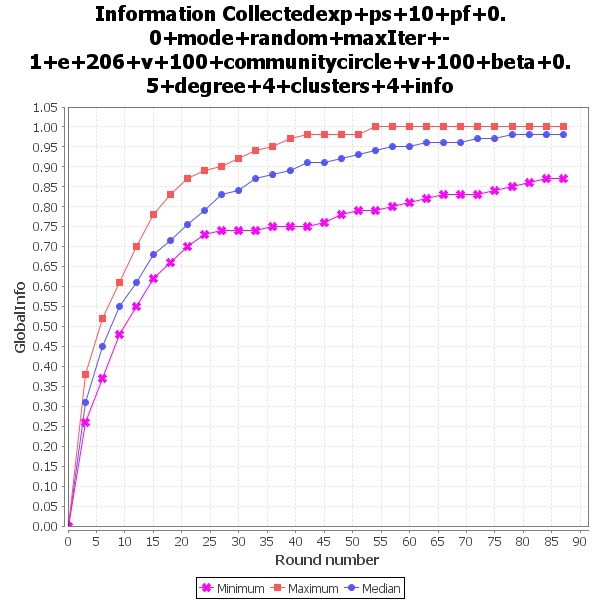 Information Collectedexp+ps+10+pf+0.
0+mode+random+maxIter+-
1+e+206+v+100+communitycircle+v+100+beta+0.
5+degree+4+clusters+4+info
1.05
1.00
0.95
0.90
0.85
0.80
0.75
0.70
0.65
0.60
0.55
0.50
0.45
0.40
0.35
0.30
0.25
0.20
0.15
0.10
0.05
0.00
GlobalInfo
0 5 10 15 20 25 30 35 40 45 50 55 60 65 70 75 80 85 90
Round number
Minimum Maximum Median